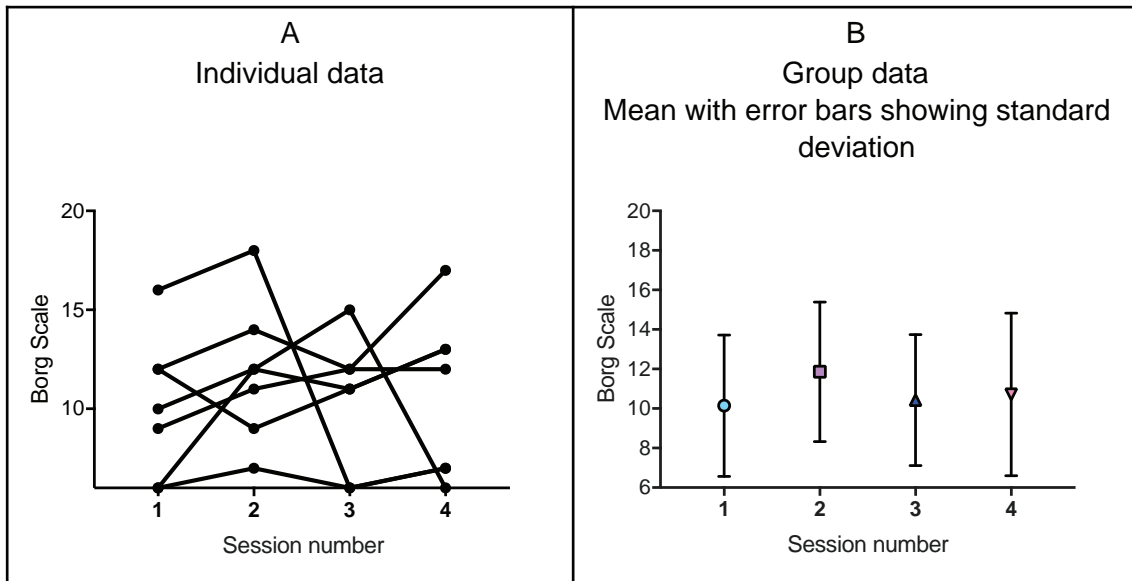 A
Individual data
20
15
10
Borg Scale
1 2 3 4
Session number
B
Group data
Mean with error bars showing standard
deviation
20
18
16
14
12
10
8
6
Borg Scale
1 2 3 4
Session number